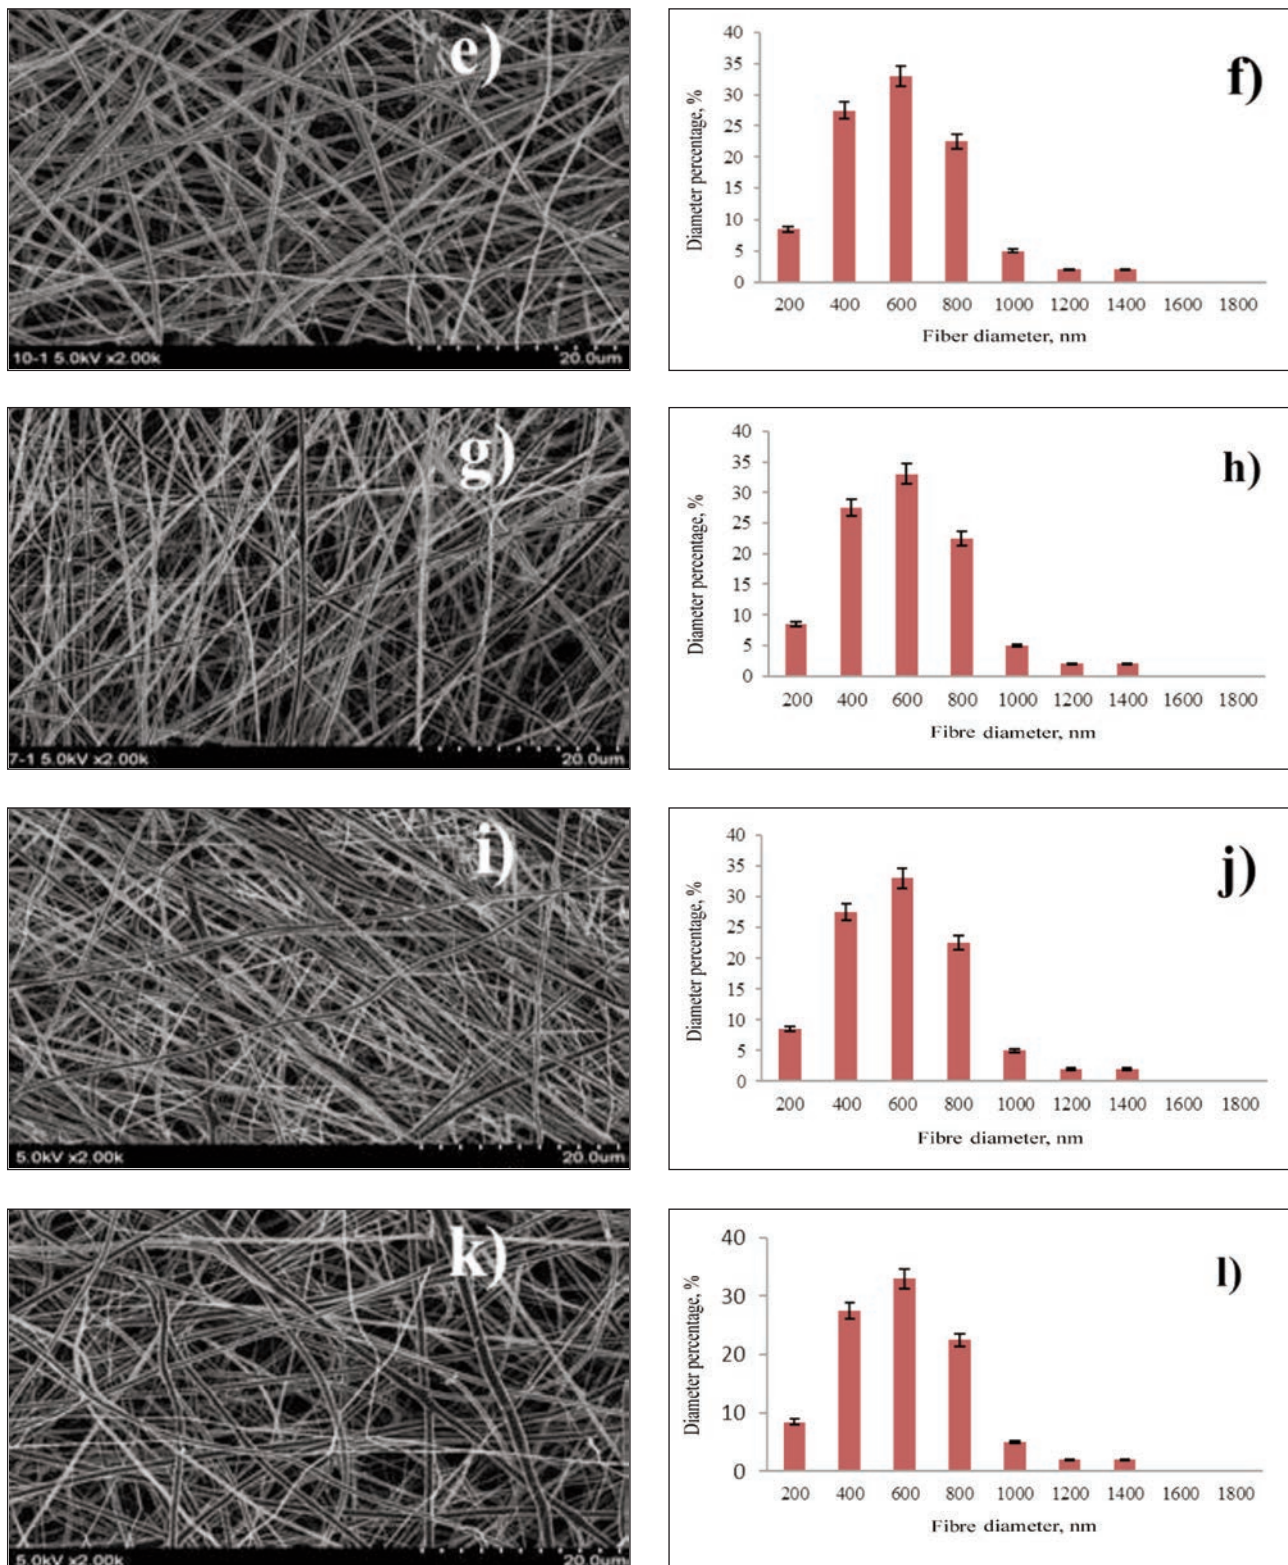 e)
10-1 5.0kV x2.00k 20.0um
f)
Diameter percentage, %
40
35
30
25
20
15
10
5
0
200 400 600 800 1000 1200 1400 1600 1800
Fiber diameter, nm
g)
7-1 5.0kV x2.00k 20.0um
h)
Diameter percentage, %
40
35
30
25
20
15
10
5
0
200 400 600 800 1000 1200 1400 1600 1800
Fibre diameter, nm
i)
5.0kV x2.00k 20.0um
j)
Diameter percentage, %
40
35
30
25
20
15
10
5
0
200 400 600 800 1000 1200 1400 1600 1800
Fibre diameter, nm
k)
5.0kV x2.00k 20.0um
l)
Diameter percentage, %
40
30
20
10
0
200 400 600 800 1000 1200 1400 1600 1800
Fibre diameter, nm